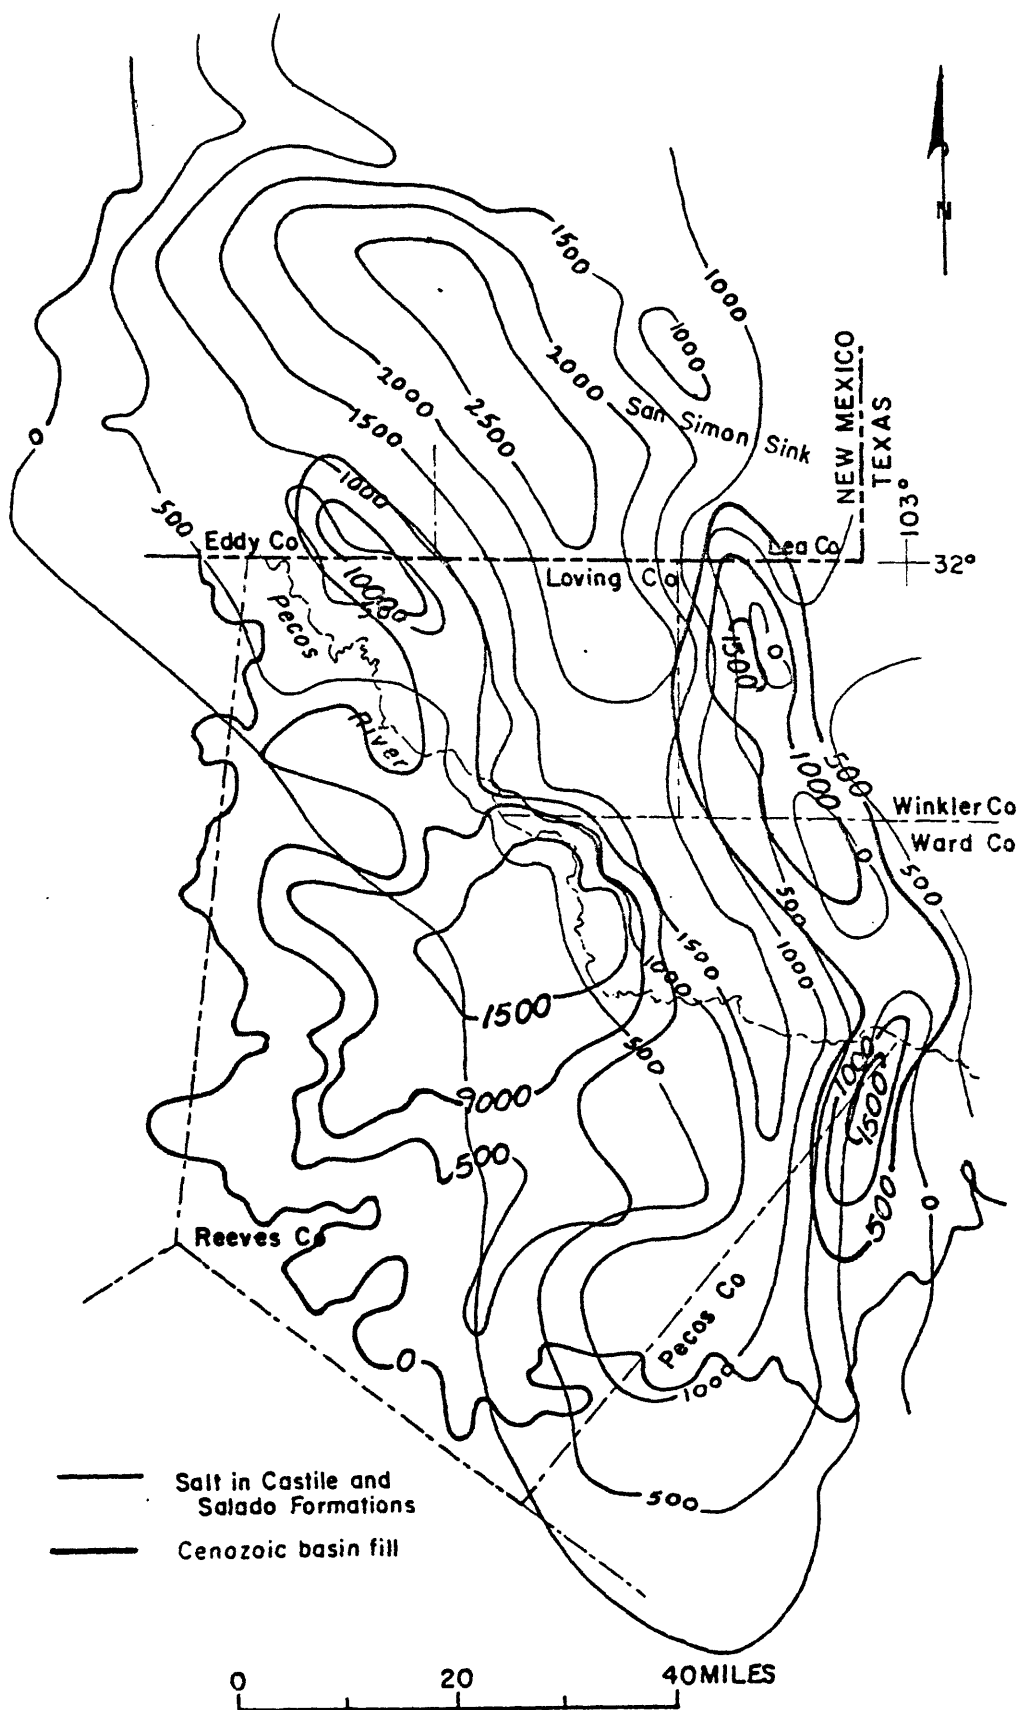 N
1500
1000
1000
2000
2000
2500
1500
1000
San Simon Sink
NEW MEXICO
TEXAS
103°
32°
0
500
Eddy Co
Lea Co
Loving Co
Pecos
River
1500
0
1000
500
Winkler Co
Ward Co
0
500
500
1500
1000
1000
1500
500
1000
1500
500
500
0
Reeves Co
Pecos Co
0
1000
500
Salt in Castile and
Salado Formations
Cenozoic basin fill
0 20 40 MILES